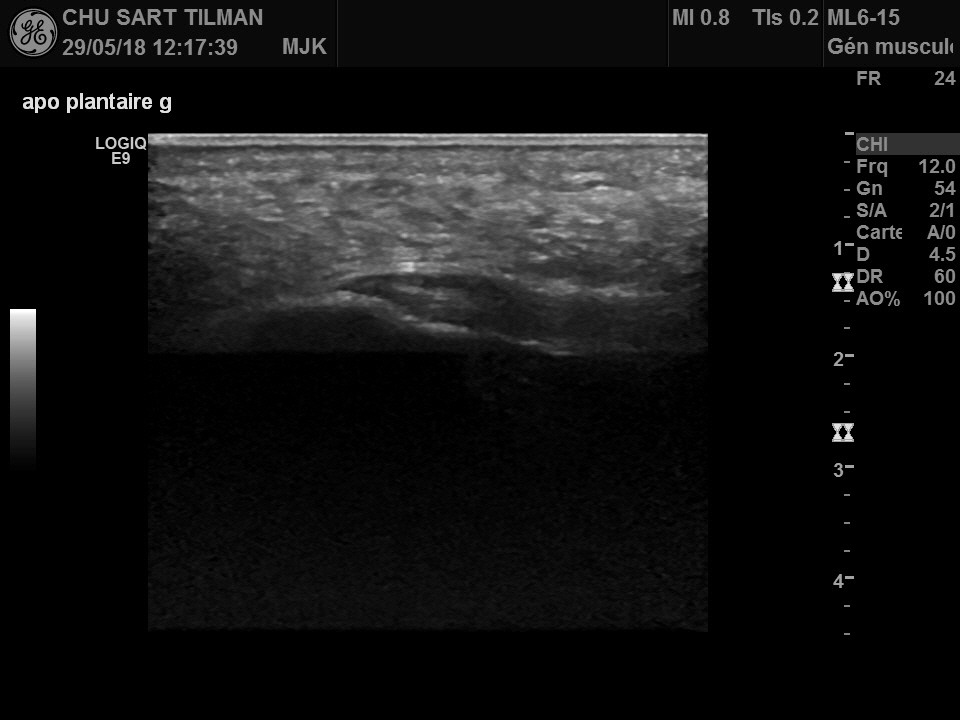 GE
CHU SART TILMAN
29/05/18 12:17:39 MJK
MI 0.8 TIs 0.2
ML6-15
Gén muscul
FR 24
apo plantaire g
LOGIQ
E9
CHI
Frq 12.0
Gn 54
S/A 2/1
Carte A/0
D 4.5
DR 60
AO% 100
1
2
3
4